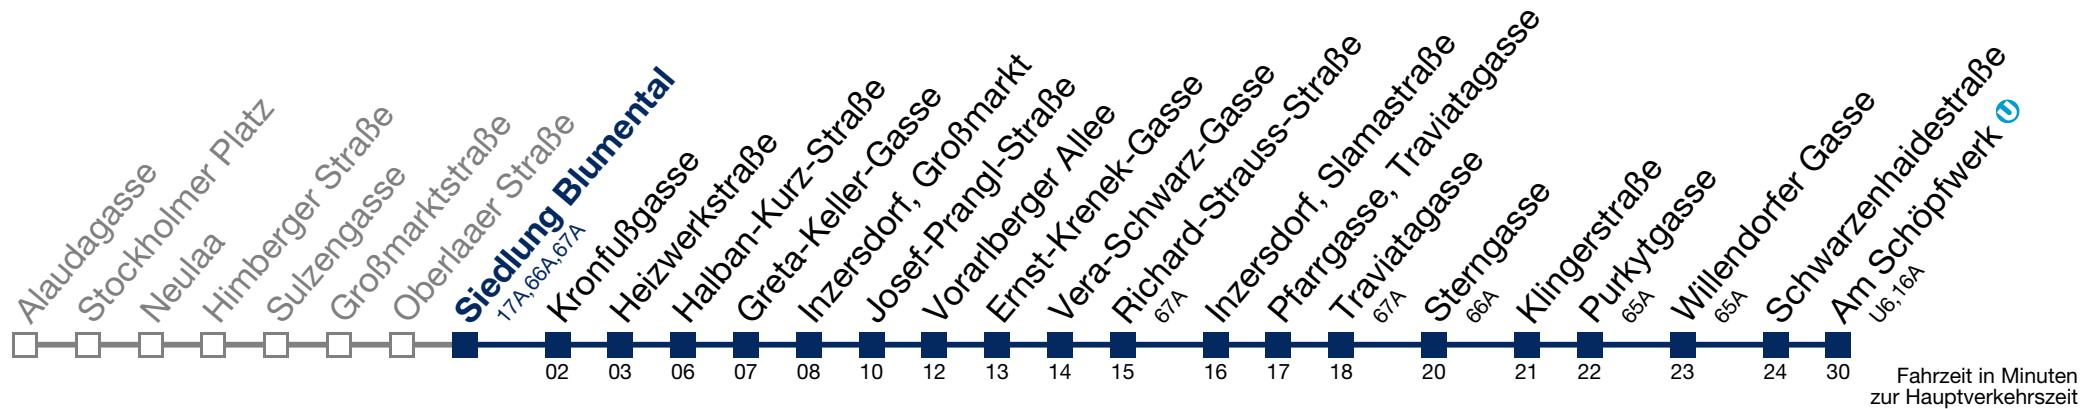 Alaudagasse
Stockholmer Platz
Neulaa
Himberger Straße
Sulzengasse
Großmarktstraße
Oberlaaer Straße
Siedlung Blumental
17A,66A,67A
Kronfußgasse
Heizwerkstraße
Halban-Kurz-Straße
Greta-Keller-Gasse
Inzersdorf, Großmarkt
Josef-Prangl-Straße
Vorarlberger Allee
Ernst-Krenek-Gasse
Vera-Schwarz-Gasse
Richard-Strauss-Straße
67A
Inzersdorf, Slamastraße
Pfarrgasse, Traviatagasse
Traviatagasse
67A
Sterngasse
66A
Klingerstraße
Purkytgasse
65A
Willendorfer Gasse
65A
Schwarzenhaidestraße
Am Schöpfwerk U
U6,16A
02 03 06 07 08 10 12 13 14 15 16 17 18 20 21 22 23 24 30
Fahrzeit in Minuten
zur Hauptverkehrszeit